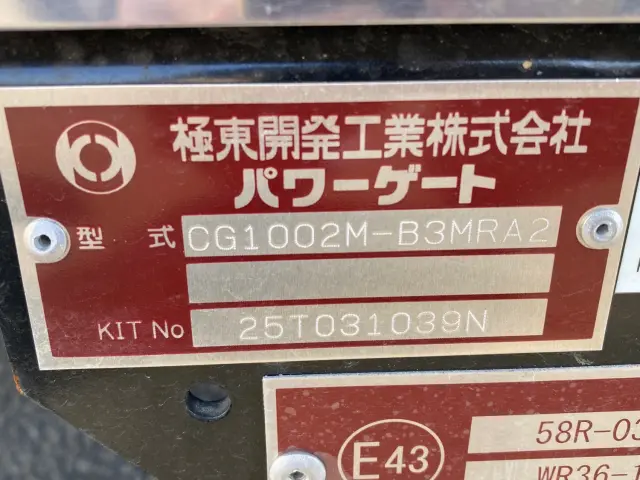 極東開発工業株式会社
パワーゲート
型 式 CG1002M-B3MRA2
KIT No 25T031039N
E43
58R-03
WR36-1